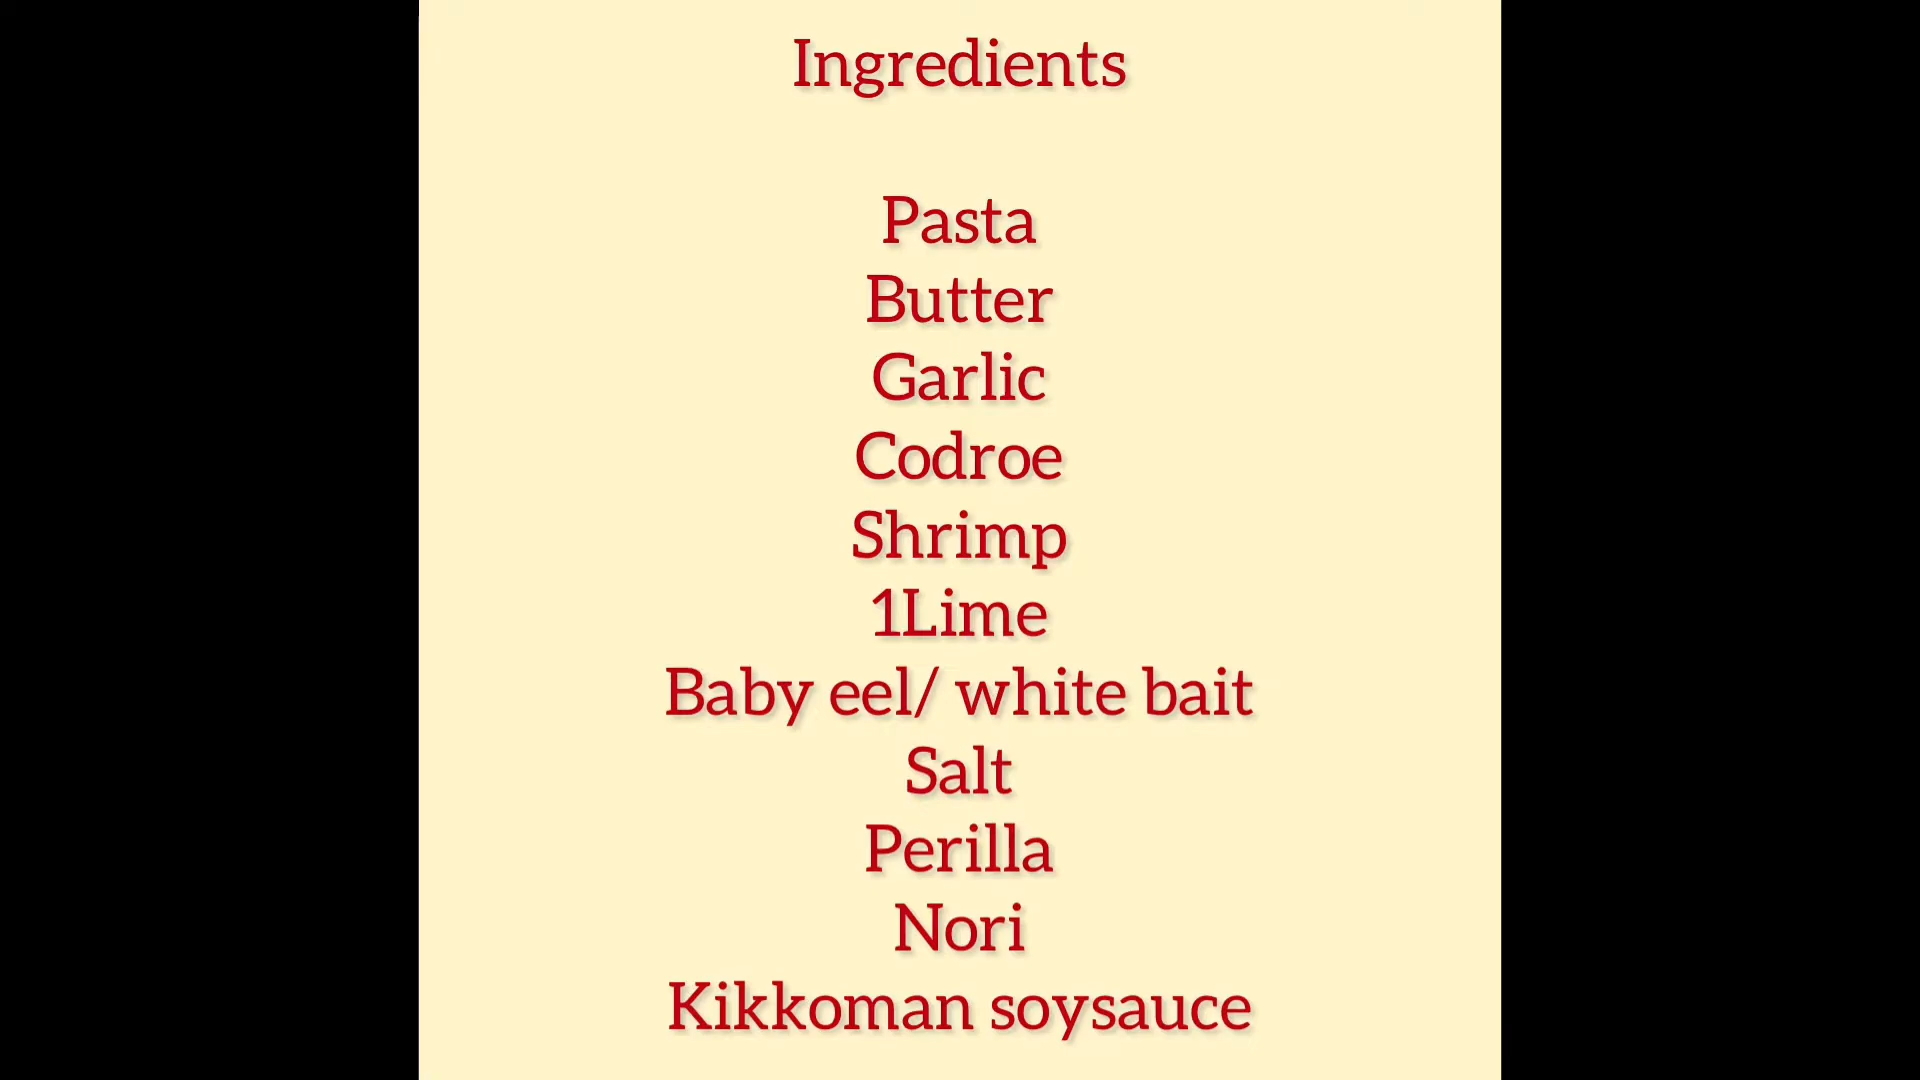 Ingredients
Pasta
Butter
Garlic
Codroe
Shrimp
1Lime
Baby eel/ white bait
Salt
Perilla
Nori
Kikkoman soysauce